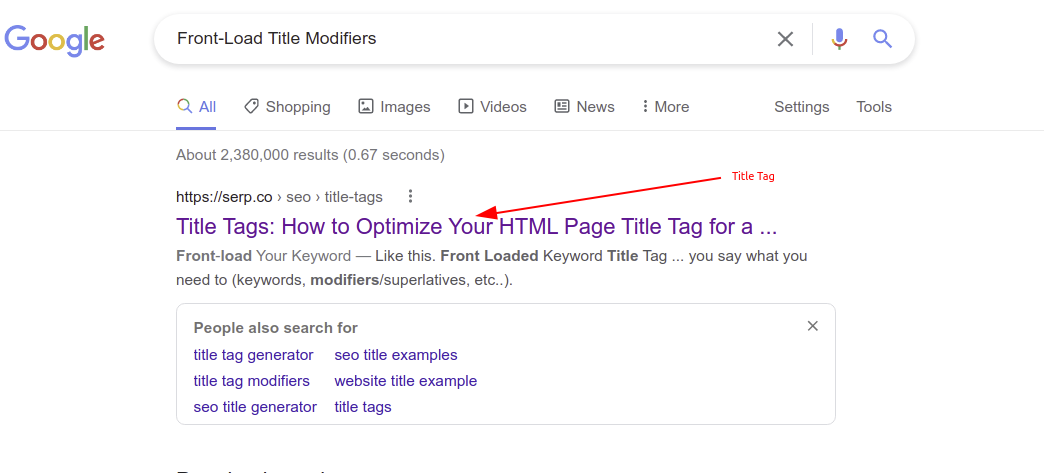 Google
Front-Load Title Modifiers
All Shopping Images Videos News More Settings Tools
About 2,380,000 results (0.67 seconds)
Title Tag
https://serp.co › seo › title-tags
Title Tags: How to Optimize Your HTML Page Title Tag for a ...
Front-load Your Keyword — Like this. Front Loaded Keyword Title Tag ... you say what you
need to (keywords, modifiers/superlatives, etc..).
People also search for
title tag generator seo title examples
title tag modifiers website title example
seo title generator title tags